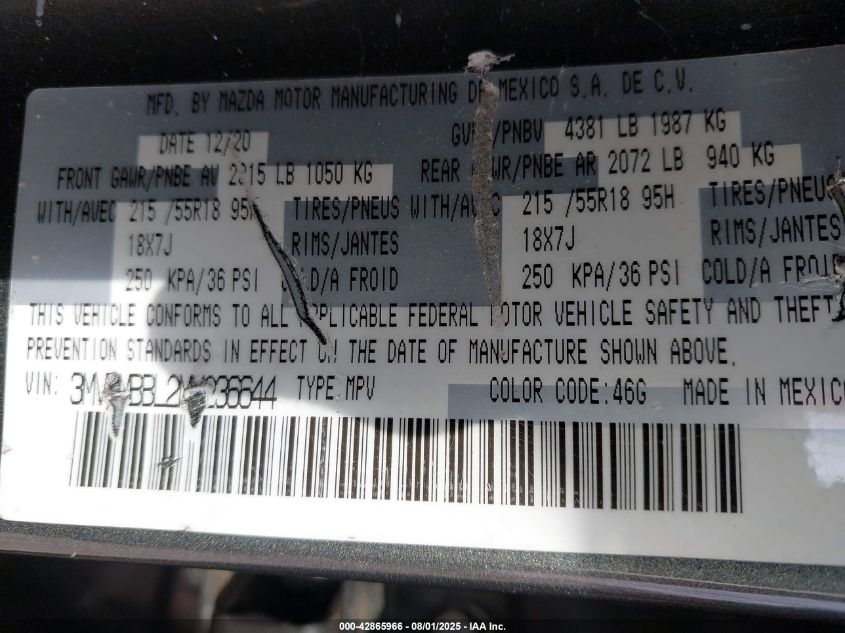 MFD. BY MAZDA MOTOR MANUFACTURING DE MEXICO S.A. DE C.V.
DATE 12/20 /PNBV 4381 LB 1987 KG
FRONT GAWR/PNBE AV 2315 LB 1050 KG REAR /PNBE AR 2072 LB 940 KG
WITH/AVEC 215 /55R18 95H TIRES/PNEUS WITH/AVEC 215 /55R18 95H TIRES/PNEUS
18X7J RIMS/JANTES 18X7J RIMS/JANTES
250 KPA/36 PSI COLD/A FROID 250 KPA/36 PSI COLD/A FROID
THIS VEHICLE CONFORMS TO ALL APPLICABLE FEDERAL MOTOR VEHICLE SAFETY AND THEFT
PREVENTION STANDARDS IN EFFECT ON THE DATE OF MANUFACTURE SHOWN ABOVE.
VIN: TYPE:MPV COLOR CODE:46G MADE IN MEXICO
000-42865966 - 08/01/2025 - IAA Inc.